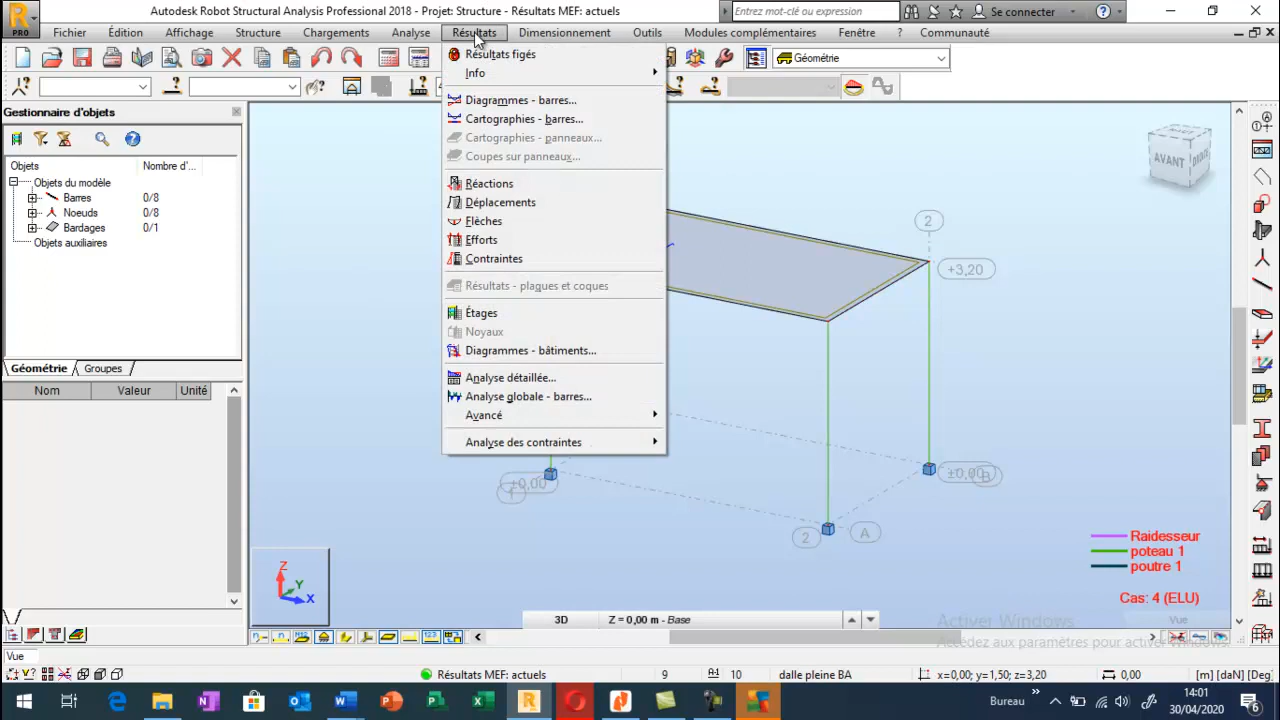 Autodesk Robot Structural Analysis Professional 2018 - Projet: Structure - Résultats MEF: actuels
Entrez mot-clé ou expression
Se connecter
PRO
Fichier Édition Affichage Structure Chargements Analyse Résultats Dimensionnement Outils Modules complémentaires Fenêtre ? Communauté
Géométrie
Résultats figés
Info
Diagrammes - barres...
Cartographies - barres...
Cartographies - panneaux...
Coupes sur panneaux...
Réactions
Déplacements
Flèches
Efforts
Contraintes
Résultats - plaques et coques
Étages
Noyaux
Diagrammes - bâtiments...
Analyse détaillée...
Analyse globale - barres...
Avancé
Analyse des contraintes
Gestionnaire d'objets
Objets Nombre d'...
Objets du modèle
Barres 0/8
Noeuds 0/8
Bardages 0/1
Objets auxiliaires
Géométrie Groupes
Nom Valeur Unité
AVANT
2
+3,20
±0,00
B
±0,00
1
2
A
Z
Y
X
Raidesseur
poteau 1
poutre 1
Cas: 4 (ELU)
3D Z = 0,00 m - Base
Vue
Activer Windows
Accédez aux paramètres pour activer Windows.
Vue
Résultats MEF: actuels 9 10 dalle pleine BA x=0,00; y=1,50; z=3,20 0,00 [m] [daN] [Deg]
Bureau
14:01
30/04/2020
6